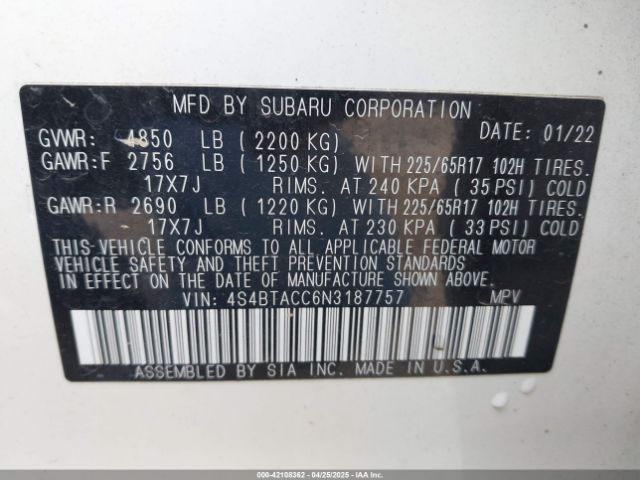 MFD BY SUBARU CORPORATION
DATE: 01/22
GVWR: 4850 LB ( 2200 KG)
GAWR:F 2756 LB ( 1250 KG) WITH 225/65R17 102H TIRES.
17X7J RIMS. AT 240 KPA ( 35 PSI) COLD
GAWR:R 2690 LB ( 1220 KG) WITH 225/65R17 102H TIRES.
17X7J RIMS. AT 230 KPA ( 33 PSI) COLD
THIS VEHICLE CONFORMS TO ALL APPLICABLE FEDERAL MOTOR
VEHICLE SAFETY AND THEFT PREVENTION STANDARDS
IN EFFECT ON THE DATE OF MANUFACTURE SHOWN ABOVE.
VIN: 4S4BTACC6N3187757 MPV
ASSEMBLED BY SIA INC. MADE IN U.S.A.
000-42108362 - 04/25/2025 - IAAI.com